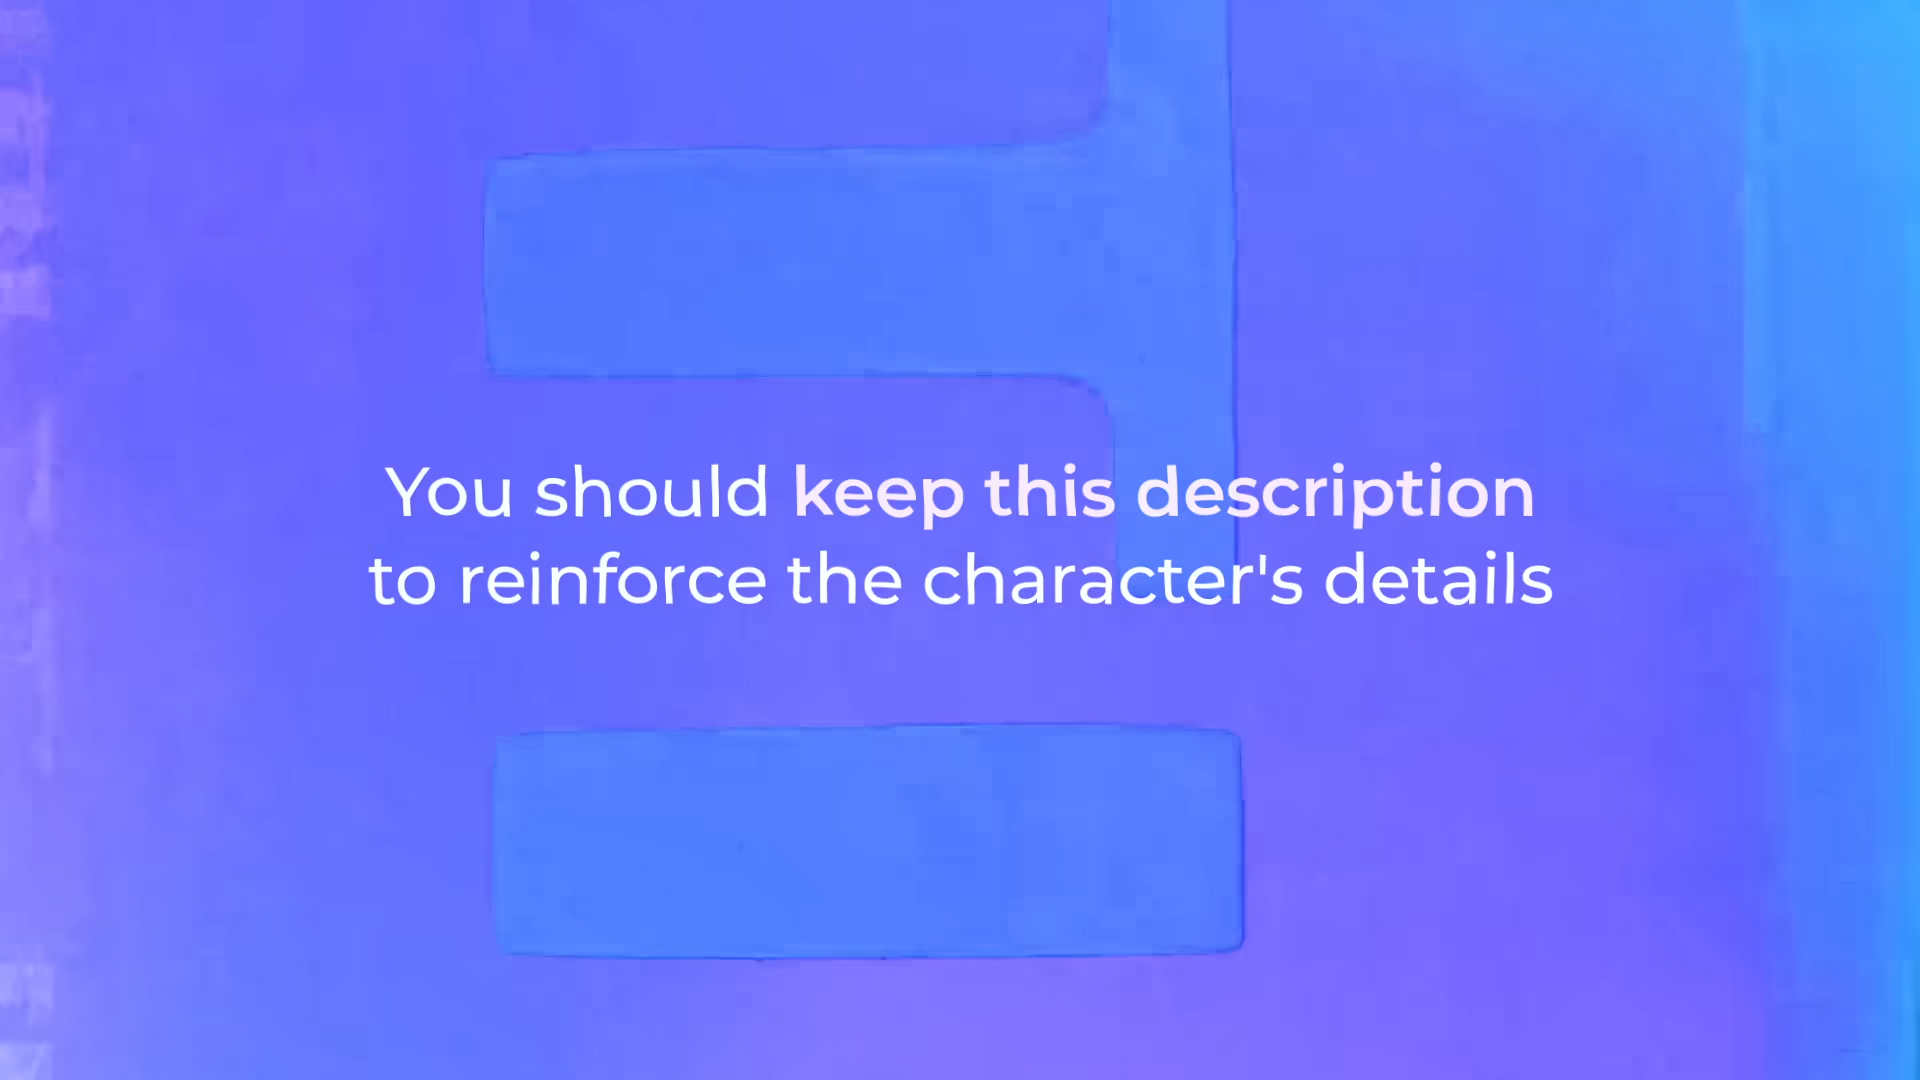 You should keep this description
to reinforce the character's details